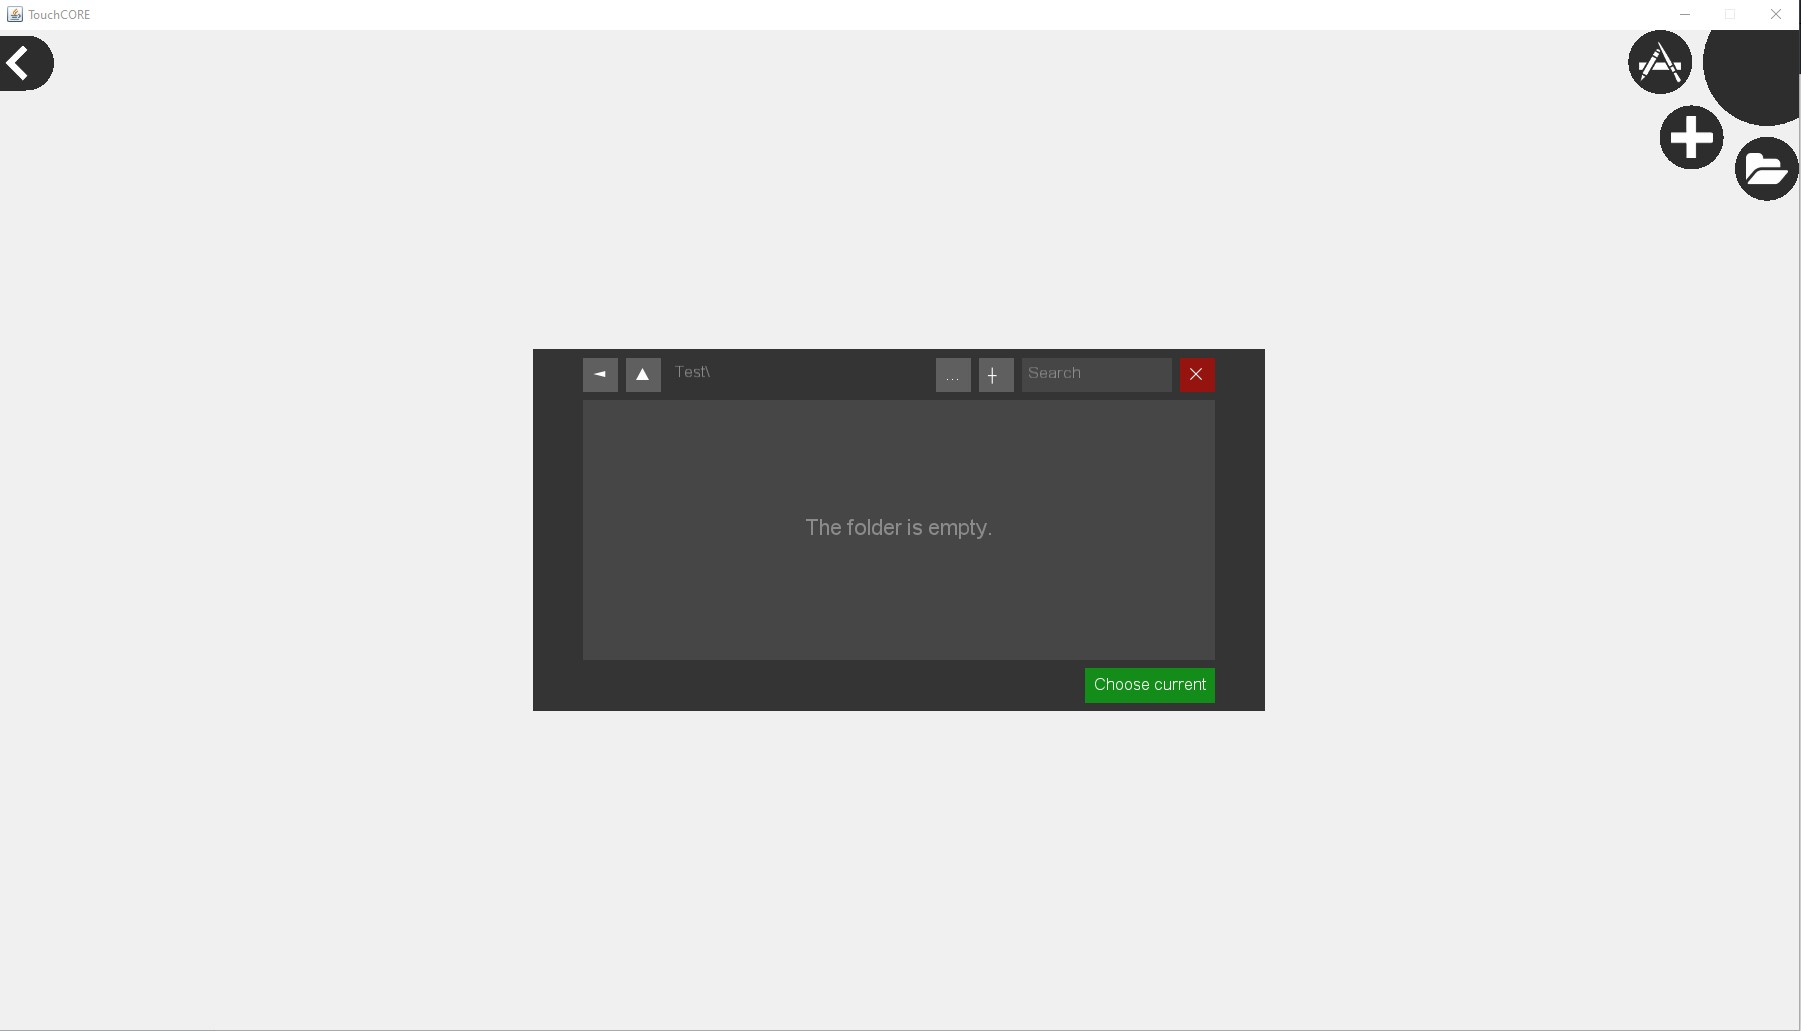 TouchCORE
Test\
...
Search
The folder is empty.
Choose current